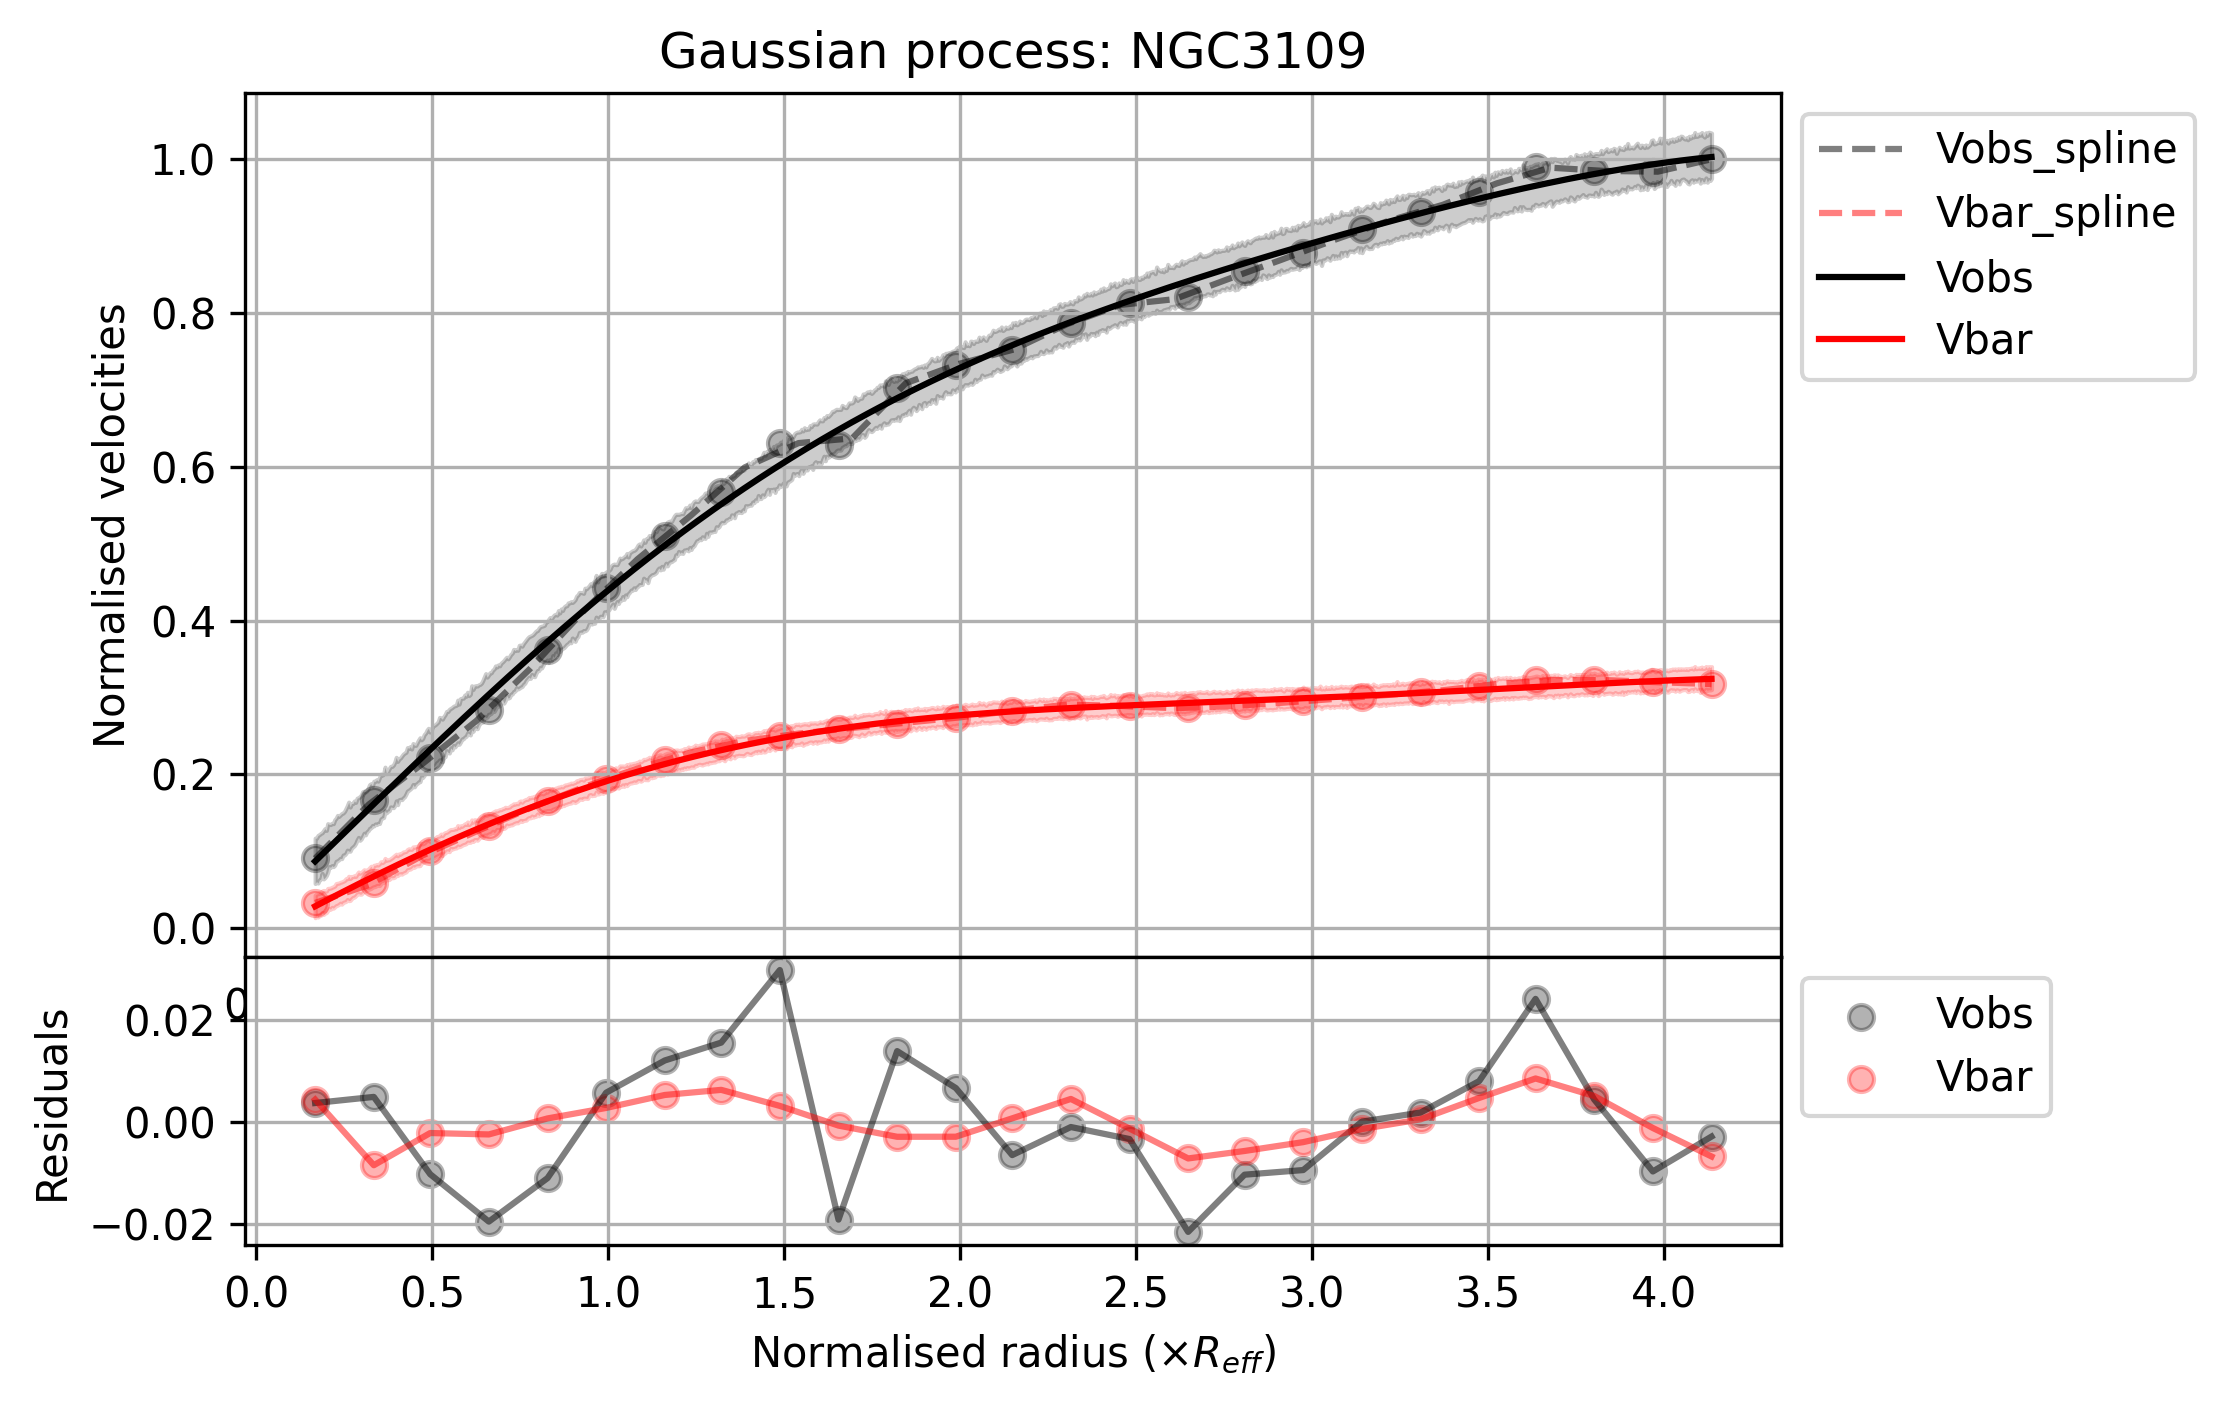 Gaussian process: NGC3109
Normalised velocities
1.0
0.8
0.6
0.4
0.2
0.0
Vobs_spline
Vbar_spline
Vobs
Vbar
Residuals
0
0.02
0.00
−0.02
Vobs
Vbar
0.0 0.5 1.0 1.5 2.0 2.5 3.0 3.5 4.0
Normalised radius (×R_eff)